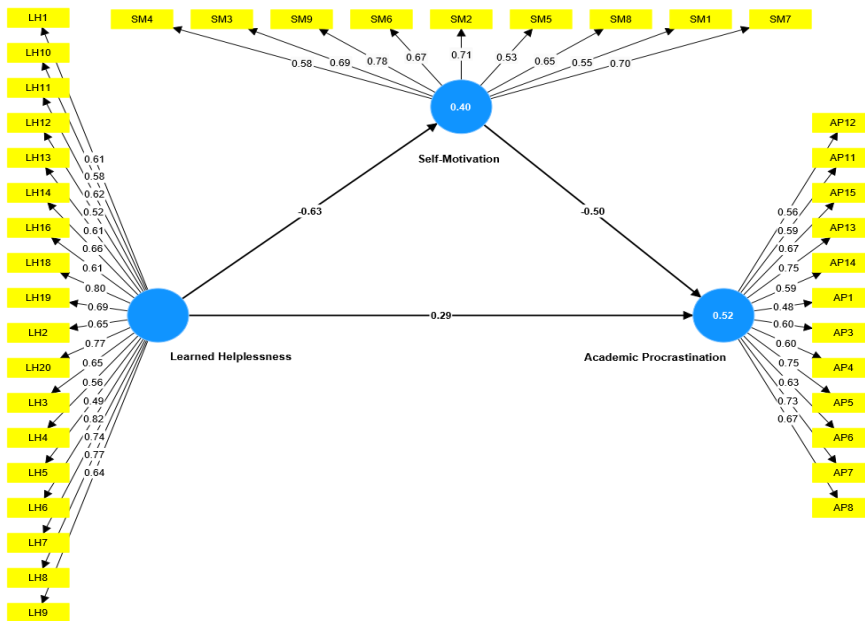 LH1
SM4 SM3 SM9 SM6 SM2 SM5 SM8 SM1 SM7
LH10
LH11
LH12
LH13
LH14
LH16
LH18
LH19
LH2
LH20
LH3
LH4
LH5
LH6
LH7
LH8
LH9
0.58 0.69 0.78 0.67 0.71 0.53 0.65 0.55 0.70
0.40
Self-Motivation
0.61
0.58
0.62
0.52
0.61
0.66
0.61
0.80
0.69
0.65
0.77
0.65
0.56
0.49
0.82
0.74
0.77
0.64
Learned Helplessness
-0.63
-0.50
0.29
0.52
Academic Procrastination
0.56
0.59
0.67
0.75
0.59
0.48
0.60
0.60
0.75
0.63
0.73
0.67
AP12
AP11
AP15
AP13
AP14
AP1
AP3
AP4
AP5
AP6
AP7
AP8